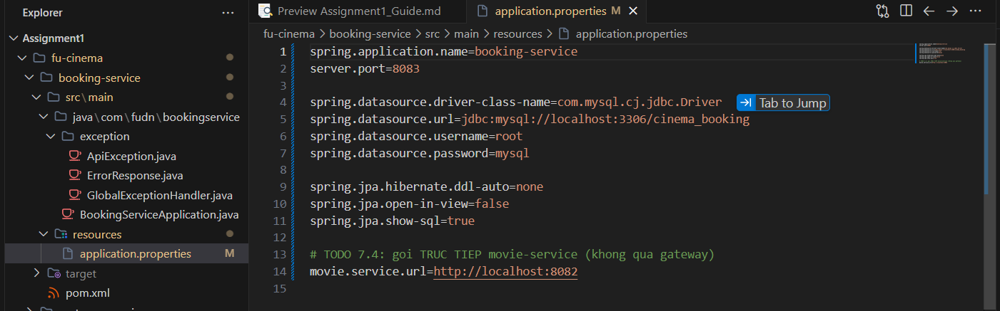 Explorer
Assignment1
fu-cinema
booking-service
src\main
java\com\fudn\bookingservice
exception
ApiException.java
ErrorResponse.java
GlobalExceptionHandler.java
BookingServiceApplication.java
resources
application.properties M
target
pom.xml
Preview Assignment1_Guide.md
application.properties M
fu-cinema > booking-service > src > main > resources > application.properties
1 spring.application.name=booking-service
2 server.port=8083
3
4 spring.datasource.driver-class-name=com.mysql.cj.jdbc.Driver Tab to Jump
5 spring.datasource.url=jdbc:mysql://localhost:3306/cinema_booking
6 spring.datasource.username=root
7 spring.datasource.password=mysql
8
9 spring.jpa.hibernate.ddl-auto=none
10 spring.jpa.open-in-view=false
11 spring.jpa.show-sql=true
12
13 # TODO 7.4: goi TRUC TIEP movie-service (khong qua gateway)
14 movie.service.url=http://localhost:8082
15